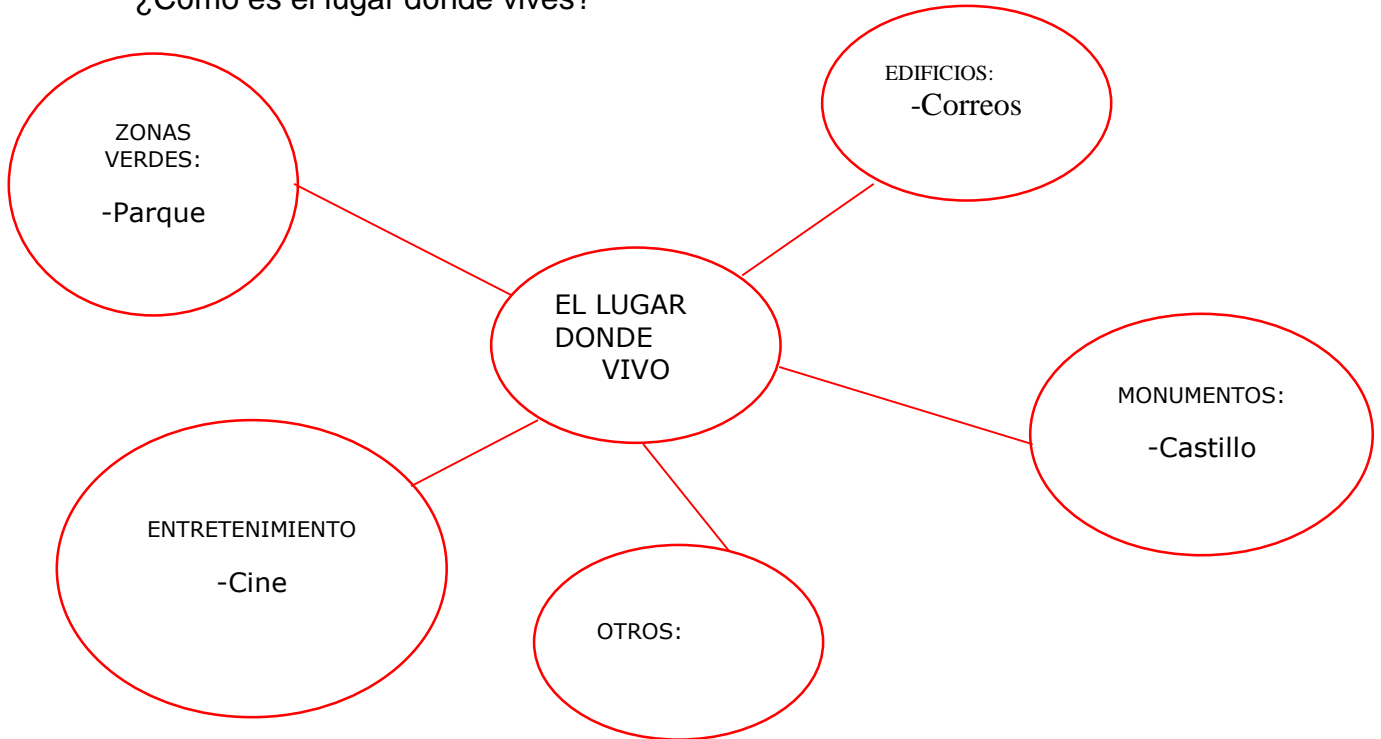 ¿Cómo es el lugar donde vives?
EDIFICIOS:
-Correos
ZONAS
VERDES:
-Parque
EL LUGAR
DONDE
VIVO
MONUMENTOS:
-Castillo
ENTRETENIMIENTO
-Cine
OTROS: